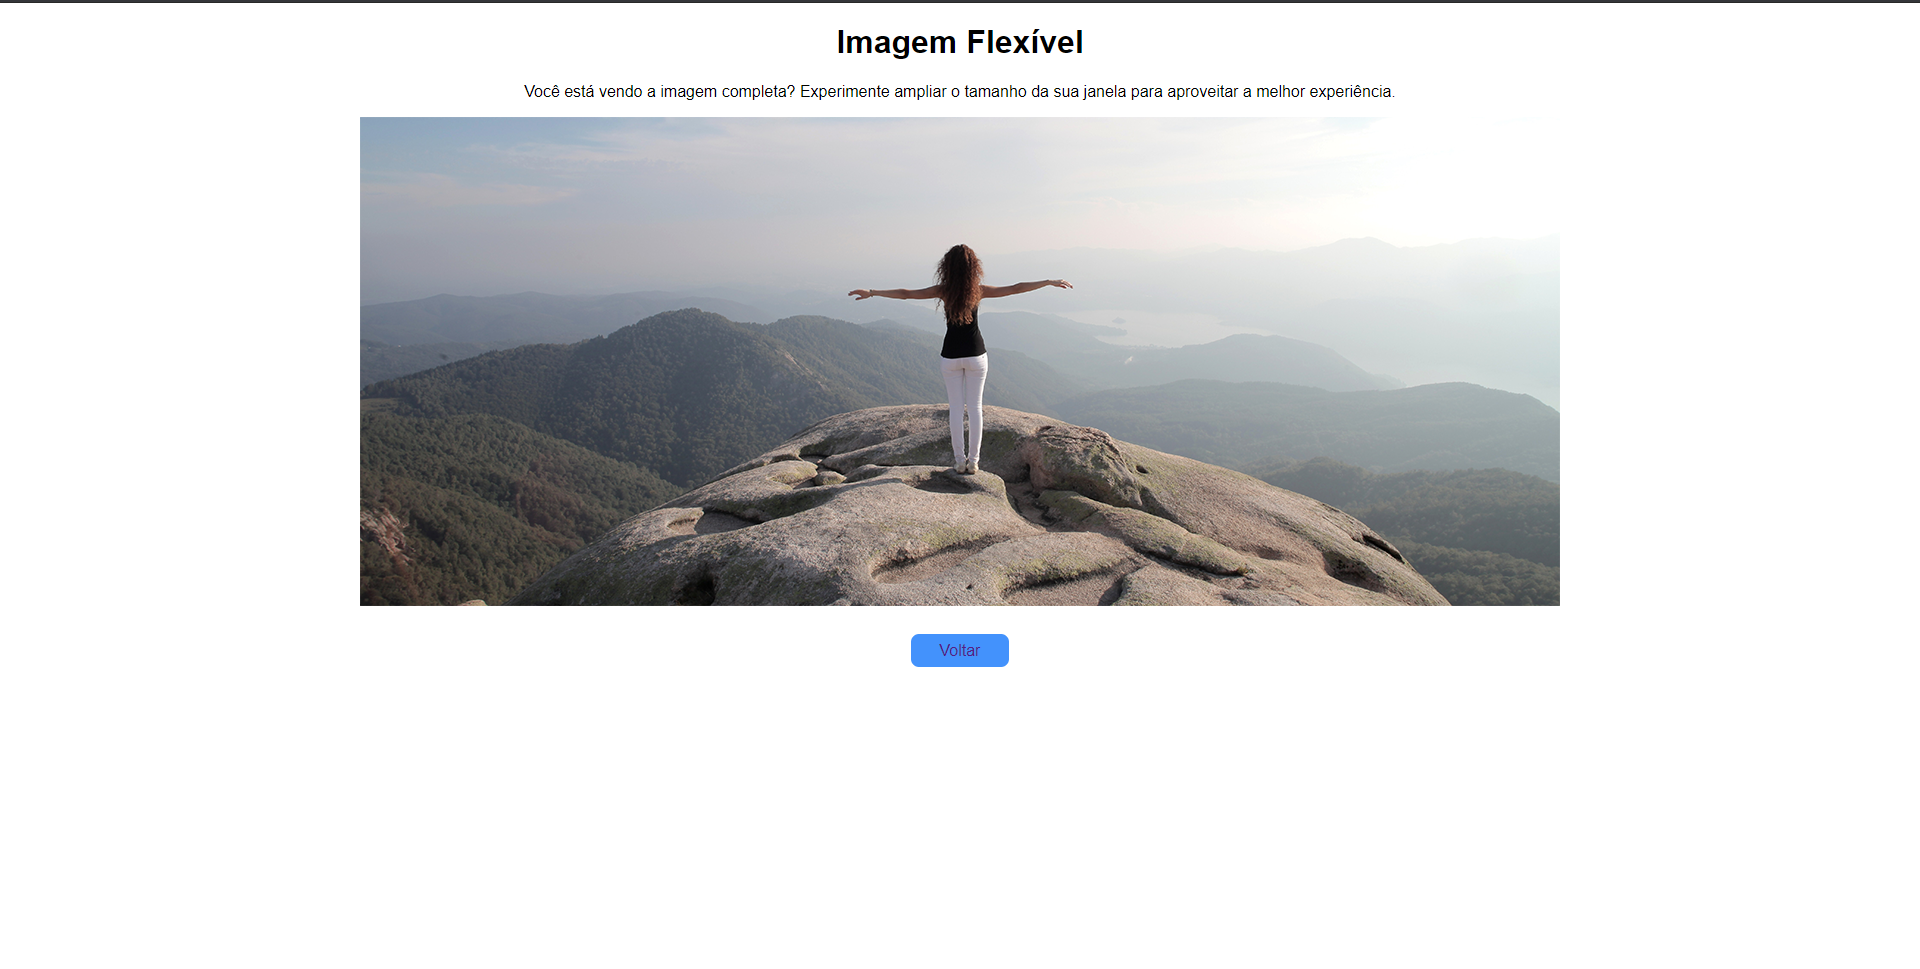 Imagem Flexível
Você está vendo a imagem completa? Experimente ampliar o tamanho da sua janela para aproveitar a melhor experiência.
Voltar